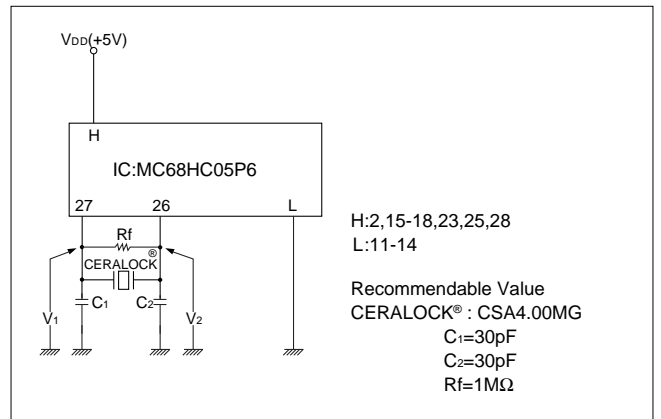 VDD(+5V)
H
IC:MC68HC05P6
27 26 L
Rf
®
CERALOCK
C1 C2
V1 V2
H:2,15-18,23,25,28
L:11-14
Recommendable Value
CERALOCK® : CSA4.00MG
C1=30pF
C2=30pF
Rf=1MΩ